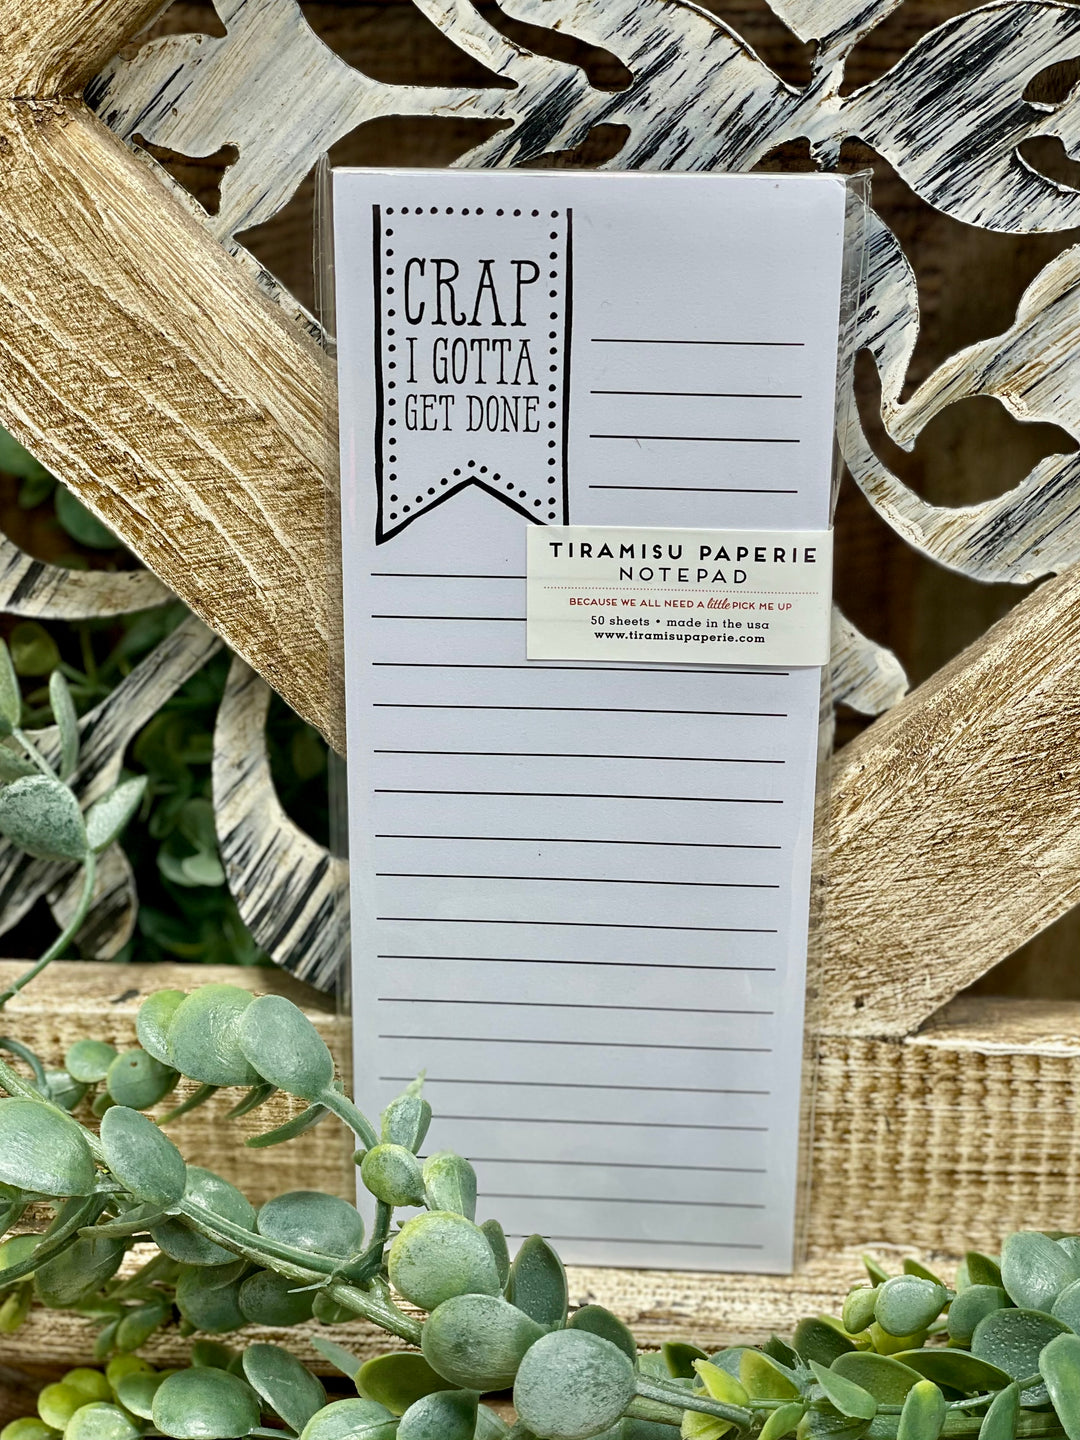 CRAP
I GOTTA
GET DONE
TIRAMISU PAPERIE
NOTEPAD
BECAUSE WE ALL NEED A little PICK ME UP
50 sheets • made in the usa
www.tiramisupaperie.com